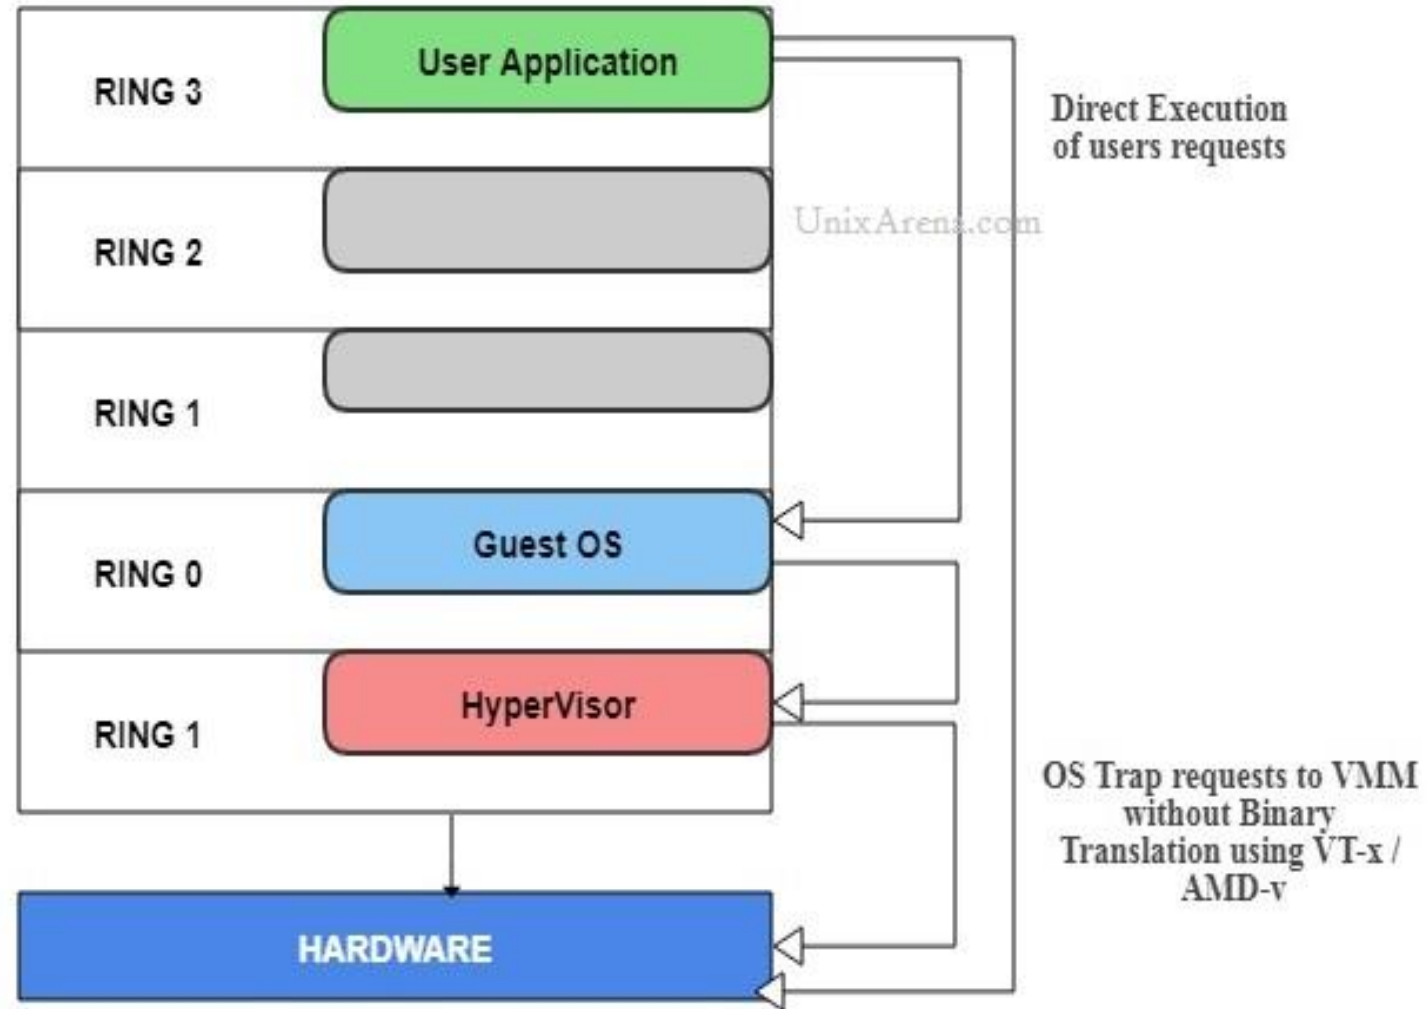 User Application
RING 3
Direct Execution
of users requests
UnixArena.com
RING 2
RING 1
Guest OS
RING 0
HyperVisor
RING 1
OS Trap requests to VMM
without Binary
Translation using VT-x /
AMD-v
HARDWARE